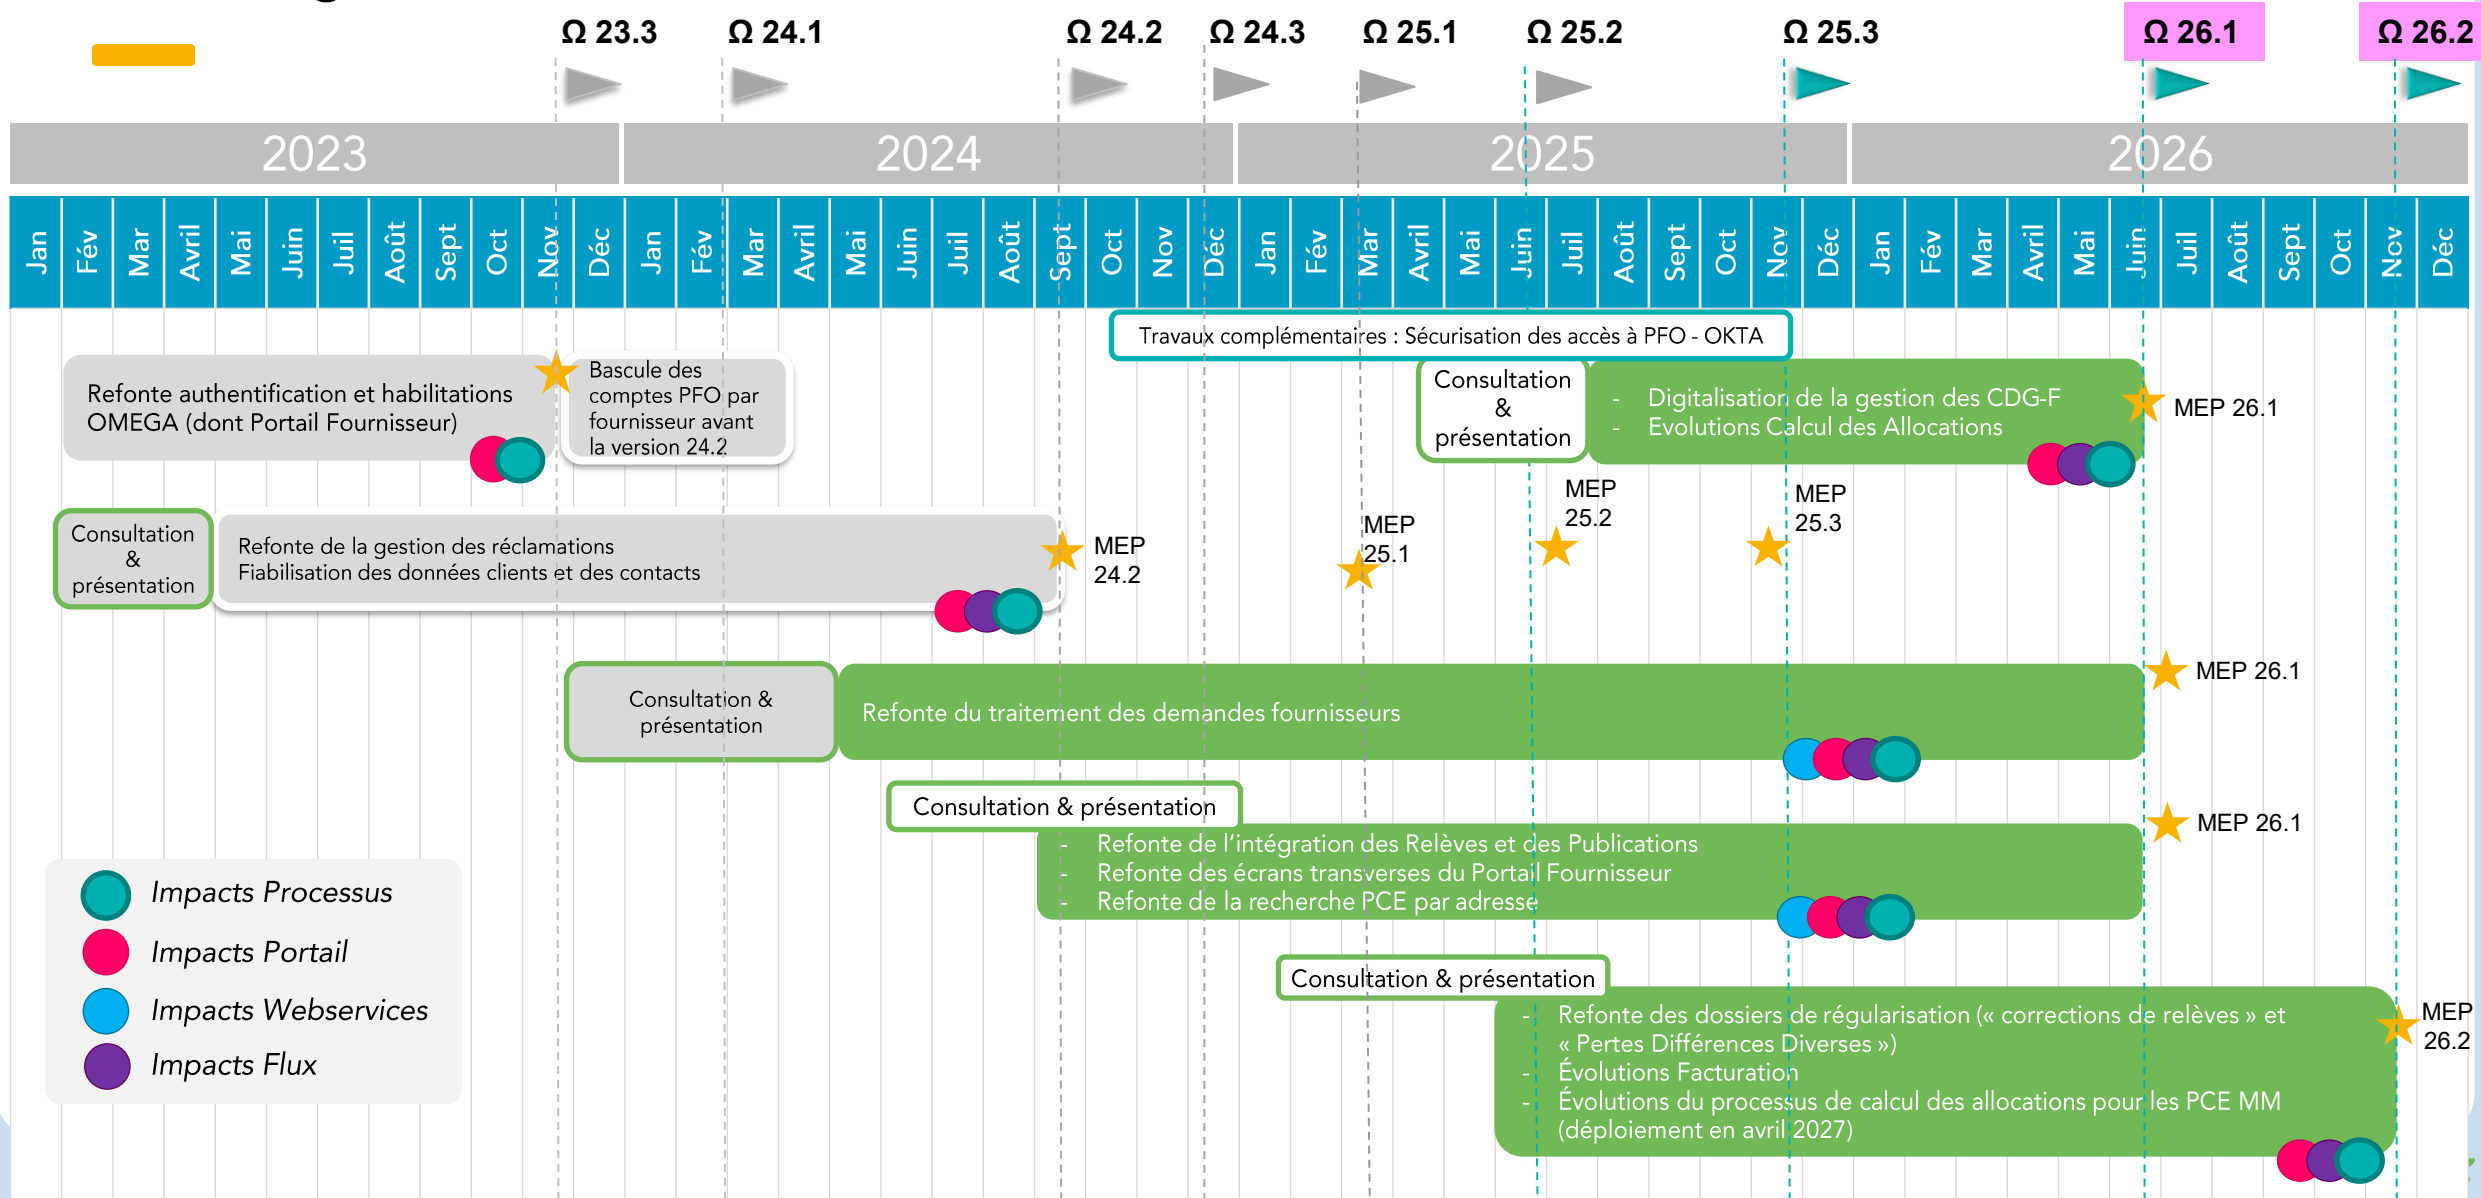 Ω 23.3
Ω 24.1
Ω 24.2
Ω 24.3
Ω 25.1
Ω 25.2
Ω 25.3
Ω 26.1
Ω 26.2
2023
2024
2025
2026
Jan Fév Mar Avril Mai Juin Juil Août Sept Oct Nov Déc Jan Fév Mar Avril Mai Juin Juil Août Sept Oct Nov Déc Jan Fév Mar Avril Mai Juin Juil Août Sept Oct Nov Déc Jan Fév Mar Avril Mai Juin Juil Août Sept Oct Nov Déc
Travaux complémentaires : Sécurisation des accès à PFO - OKTA
Refonte authentification et habilitations
OMEGA (dont Portail Fournisseur)
Bascule des
comptes PFO par
fournisseur avant
la version 24.2
Consultation
&
présentation
- Digitalisation de la gestion des CDG-F
- Evolutions Calcul des Allocations
MEP 26.1
Consultation
&
présentation
Refonte de la gestion des réclamations
Fiabilisation des données clients et des contacts
MEP
24.2
MEP
25.1
MEP
25.2
MEP
25.3
Consultation &
présentation
Refonte du traitement des demandes fournisseurs
MEP 26.1
Consultation & présentation
- Refonte de l'intégration des Relèves et des Publications
- Refonte des écrans transverses du Portail Fournisseur
- Refonte de la recherche PCE par adresse
MEP 26.1
Impacts Processus
Impacts Portail
Impacts Webservices
Impacts Flux
Consultation & présentation
- Refonte des dossiers de régularisation (« corrections de relèves » et
« Pertes Différences Diverses »)
- Évolutions Facturation
- Évolutions du processus de calcul des allocations pour les PCE MM
(déploiement en avril 2027)
MEP
26.2